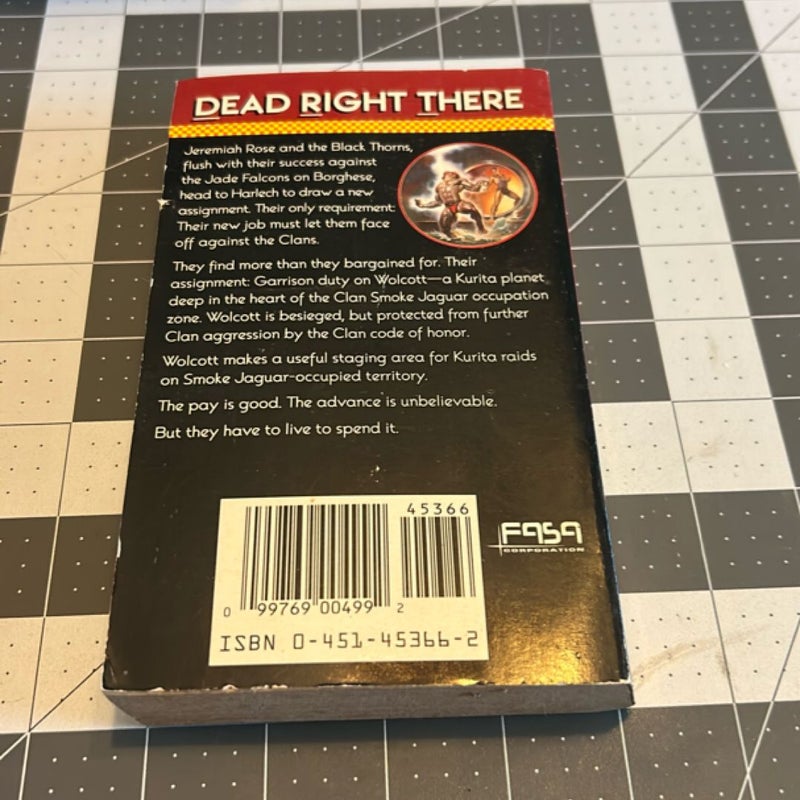 DEAD RIGHT THERE
Jeremiah Rose and the Black Thorns,
flush with their success against
the Jade Falcons on Borghese,
head to Harlech to draw a new
assignment. Their only requirement:
Their new job must let them face
off against the Clans.
They find more than they bargained for. Their
assignment: Garrison duty on Wolcott—a Kurita planet
deep in the heart of the Clan Smoke Jaguar occupation
zone. Wolcott is besieged, but protected from further
Clan aggression by the Clan code of honor.
Wolcott makes a useful staging area for Kurita raids
on Smoke Jaguar-occupied territory.
The pay is good. The advance is unbelievable.
But they have to live to spend it.
45366
FASA
CORPORATION
0 99769 00499 2
ISBN 0-451-45366-2